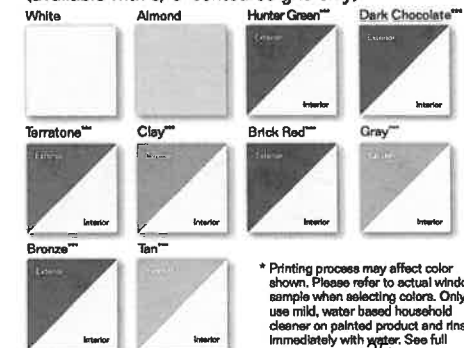 White Almond Hunter Green*** Dark Chocolate***
Exterior Exterior
Interior Interior
Terratone*** Clay*** Brick Red*** Gray***
Exterior Exterior Exterior Exterior
Interior Interior Interior Interior
Bronze*** Tan***
Exterior Exterior
Interior Interior
* Printing process may affect color
shown. Please refer to actual
sample when selecting colors. Only
use mild, water based household
cleaner on painted product and
immediately with water. See full